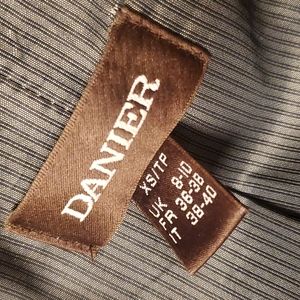 DANIER
XS/TP
UK 8-10
FR 36-38
IT 38-40